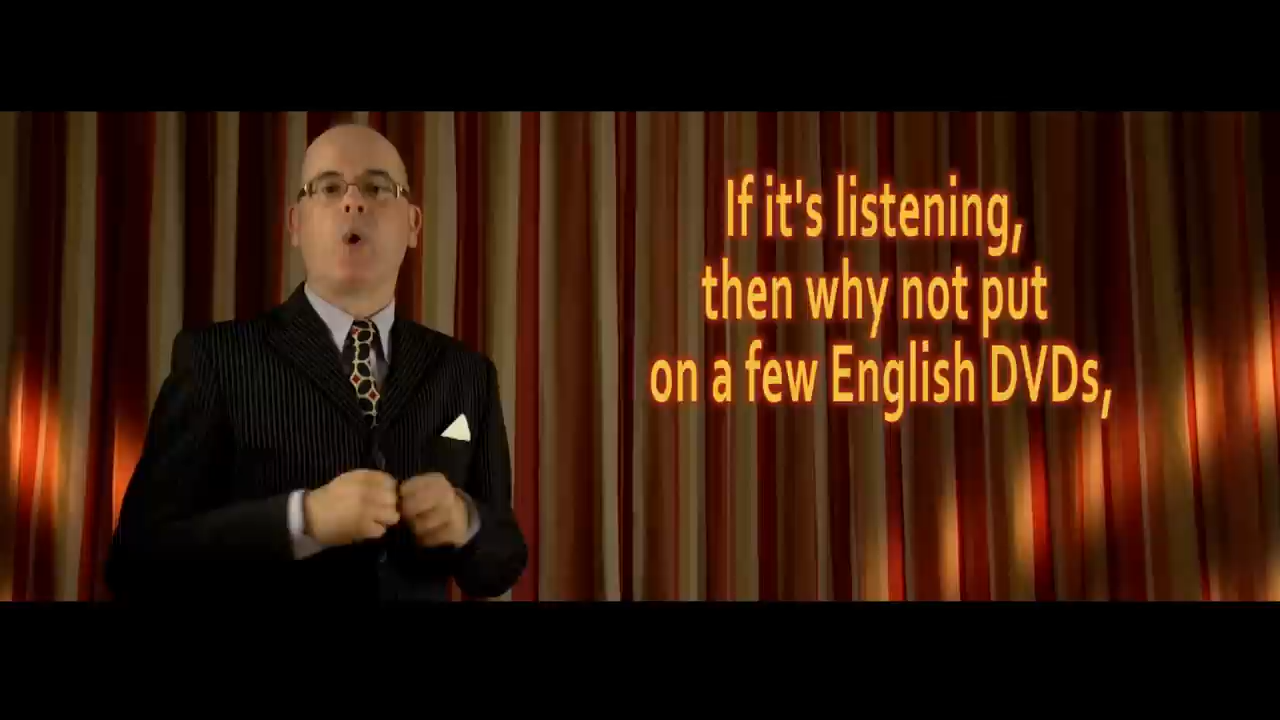 If it's listening,
then why not put
on a few English DVDs,